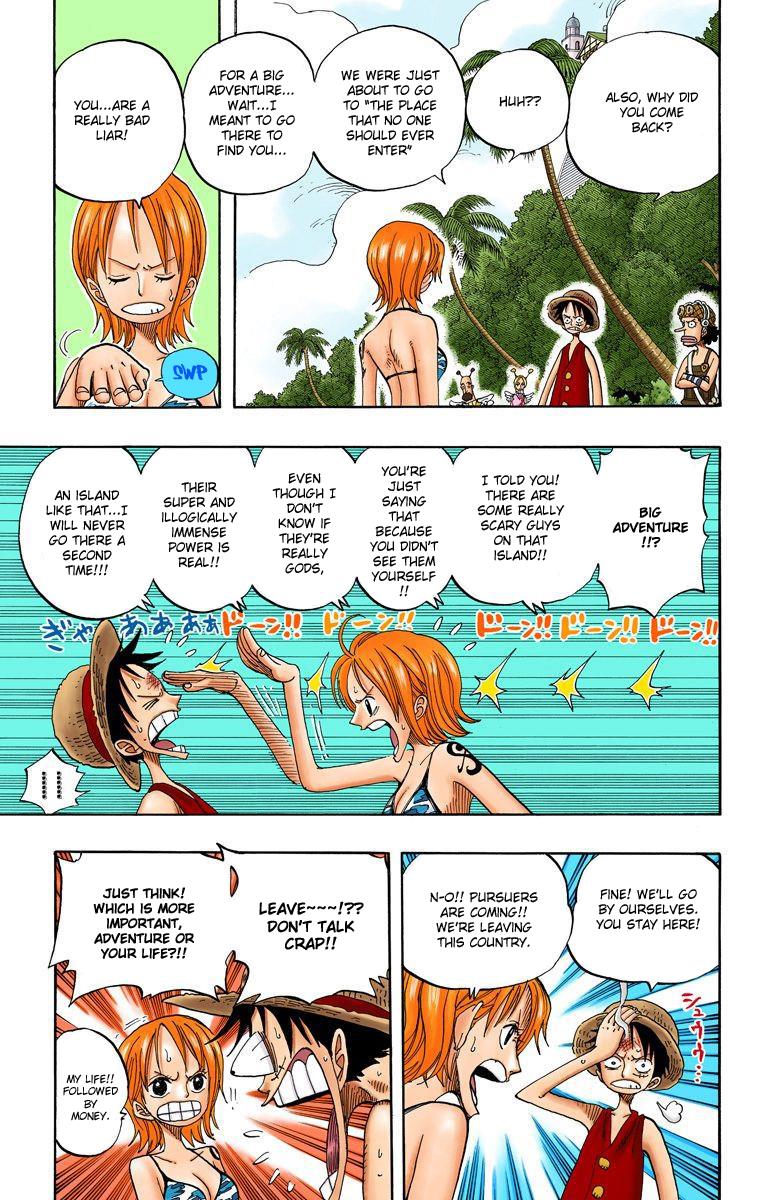 ALSO, WHY DID
YOU COME
BACK?
HUH??
WE WERE JUST
ABOUT TO GO
TO "THE PLACE
THAT NO ONE
SHOULD EVER
ENTER"
FOR A BIG
ADVENTURE...
WAIT...I
MEANT TO GO
THERE TO
FIND YOU...
YOU...ARE A
REALLY BAD
LIAR!
SWP
BIG
ADVENTURE
!!?
I TOLD YOU!
THERE ARE
SOME REALLY
SCARY GUYS
ON THAT
ISLAND!!
YOU'RE
JUST
SAYING
THAT
BECAUSE
YOU DIDN'T
SEE THEM
YOURSELF
!!
EVEN
THOUGH I
DON'T
KNOW IF
THEY'RE
REALLY
GODS,
THEIR
SUPER AND
ILLOGICALLY
IMMENSE
POWER IS
REAL!!
AN ISLAND
LIKE THAT...I
WILL NEVER
GO THERE A
SECOND
TIME!!!
ドーン!! ドーン!! ドーン!!
ドーン!!
ドーン!!
ぎゃああああ
!!!
!!!
FINE! WE'LL GO
BY OURSELVES.
YOU STAY HERE!
N-O!! PURSUERS
ARE COMING!!
WE'RE LEAVING
THIS COUNTRY.
シュウウゥ...
LEAVE~~~!??
DON'T TALK
CRAP!!
JUST THINK!
WHICH IS MORE
IMPORTANT,
ADVENTURE OR
YOUR LIFE?!!
MY LIFE!!
FOLLOWED
BY
MONEY.